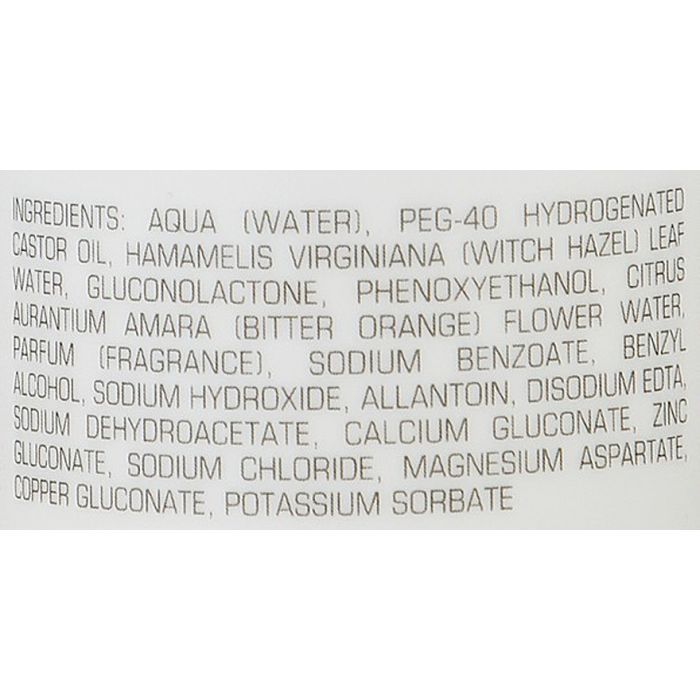 INGREDIENTS: AQUA (WATER), PEG-40 HYDROGENATED
CASTOR OIL, HAMAMELIS VIRGINIANA (WITCH HAZEL) LEAF
WATER, GLUCONOLACTONE, PHENOXYETHANOL, CITRUS
AURANTIUM AMARA (BITTER ORANGE) FLOWER WATER,
PARFUM (FRAGRANCE), SODIUM BENZOATE, BENZYL
ALCOHOL, SODIUM HYDROXIDE, ALLANTOIN, DISODIUM EDTA,
SODIUM DEHYDROACETATE, CALCIUM GLUCONATE, ZINC
GLUCONATE, SODIUM CHLORIDE, MAGNESIUM ASPARTATE,
COPPER GLUCONATE, POTASSIUM SORBATE